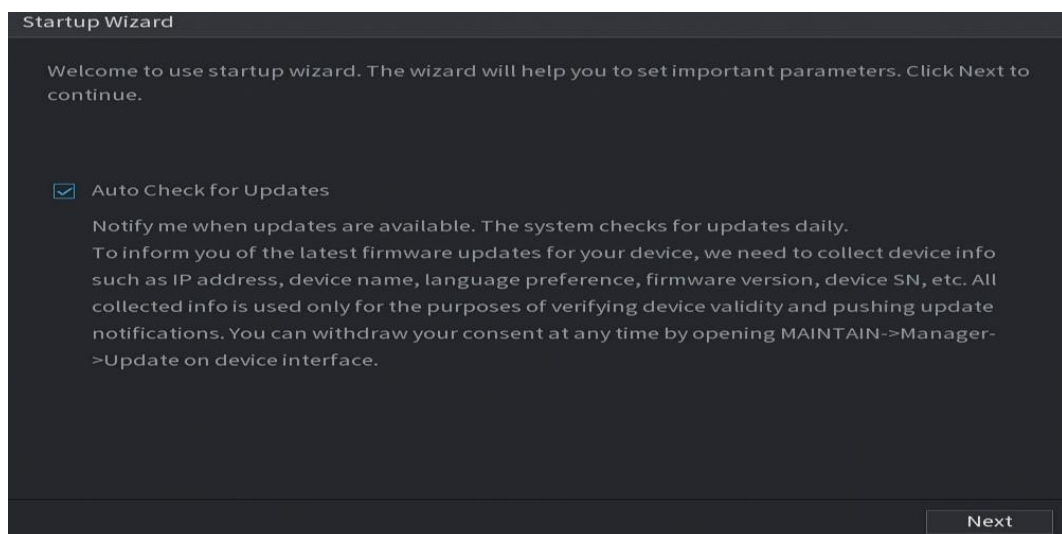 Startup Wizard
Welcome to use startup wizard. The wizard will help you to set important parameters. Click Next to
continue.
Auto Check for Updates
Notify me when updates are available. The system checks for updates daily.
To inform you of the latest firmware updates for your device, we need to collect device info
such as IP address, device name, language preference, firmware version, device SN, etc. All
collected info is used only for the purposes of verifying device validity and pushing update
notifications. You can withdraw your consent at any time by opening MAINTAIN->Manager-
>Update on device interface.
Next